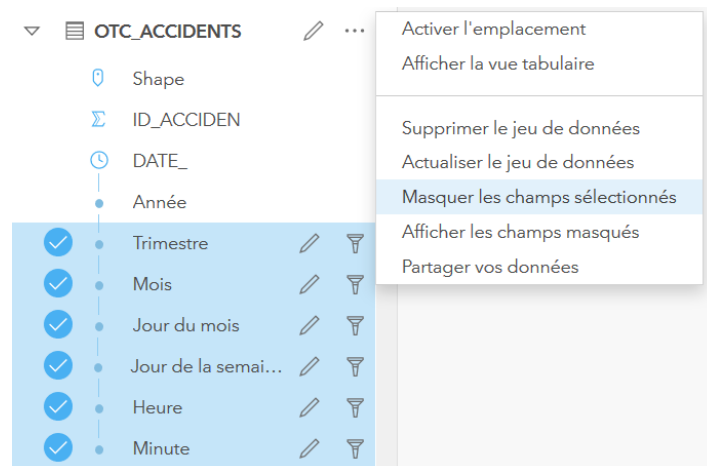 OTC_ACCIDENTS
Shape
ID_ACCIDEN
DATE_
Année
Trimestre
Mois
Jour du mois
Jour de la semai...
Heure
Minute
Activer l'emplacement
Afficher la vue tabulaire
Supprimer le jeu de données
Actualiser le jeu de données
Masquer les champs sélectionnés
Afficher les champs masqués
Partager vos données